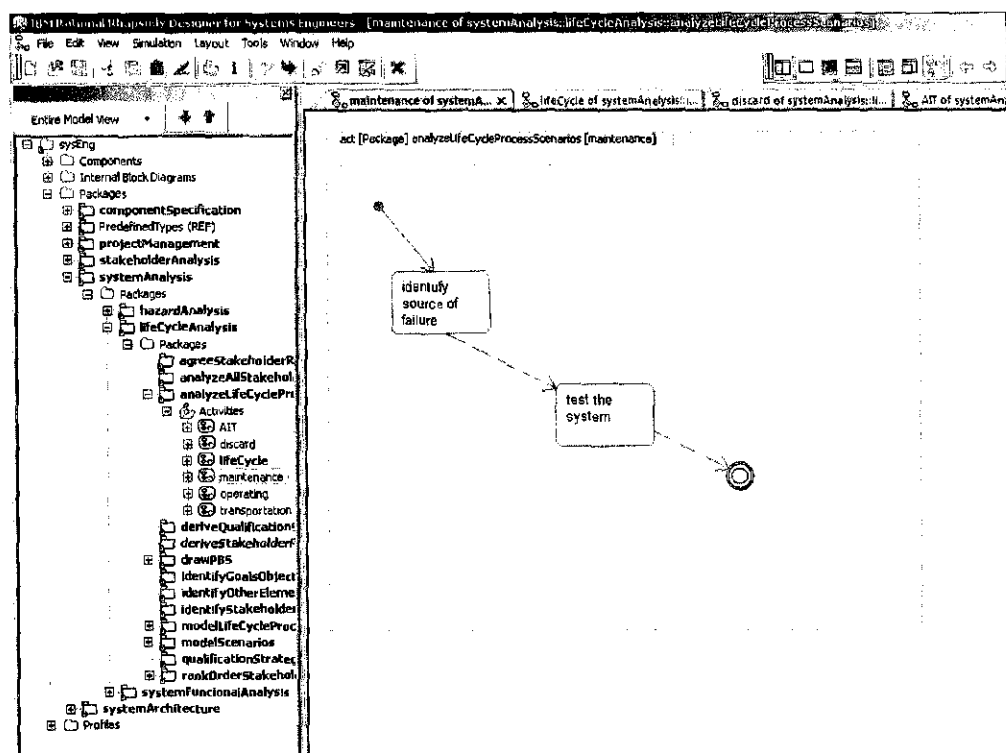 IBM Rational Rhapsody Designer for Systems Engineers [maintenance of systemAnalysis::lifeCycleAnalysis::analyzeLifeCycleProcessScenarios]
File Edit View Simulation Layout Tools Window Help
maintenance of systemA... x lifeCycle of systemAnalysis::li... discard of systemAnalysis::li... AIT of systemAn
Entire Model View
act [Package] analyzeLifeCycleProcessScenarios [maintenance]
sysEng
Components
Internal Block Diagrams
Packages
componentSpecification
PredefinedTypes (REF)
projectManagement
stakeholderAnalysis
systemAnalysis
Packages
hazardAnalysis
lifeCycleAnalysis
Packages
agreeStakeholderR
analyzeAllStakehol
analyzeLifeCyclePro
Activities
AIT
discard
lifeCycle
maintenance
operating
transportation
deriveQualifications
deriveStakeholderR
drawPBS
identifyGoalsObject
identifyOtherEleme
identifyStakeholder
modelLifeCycleProc
modelScenarios
qualificationStrateg
rankOrderStakehol
systemFuncionalAnalysis
systemArchitecture
Profiles
identify
source of
failure
test the
system